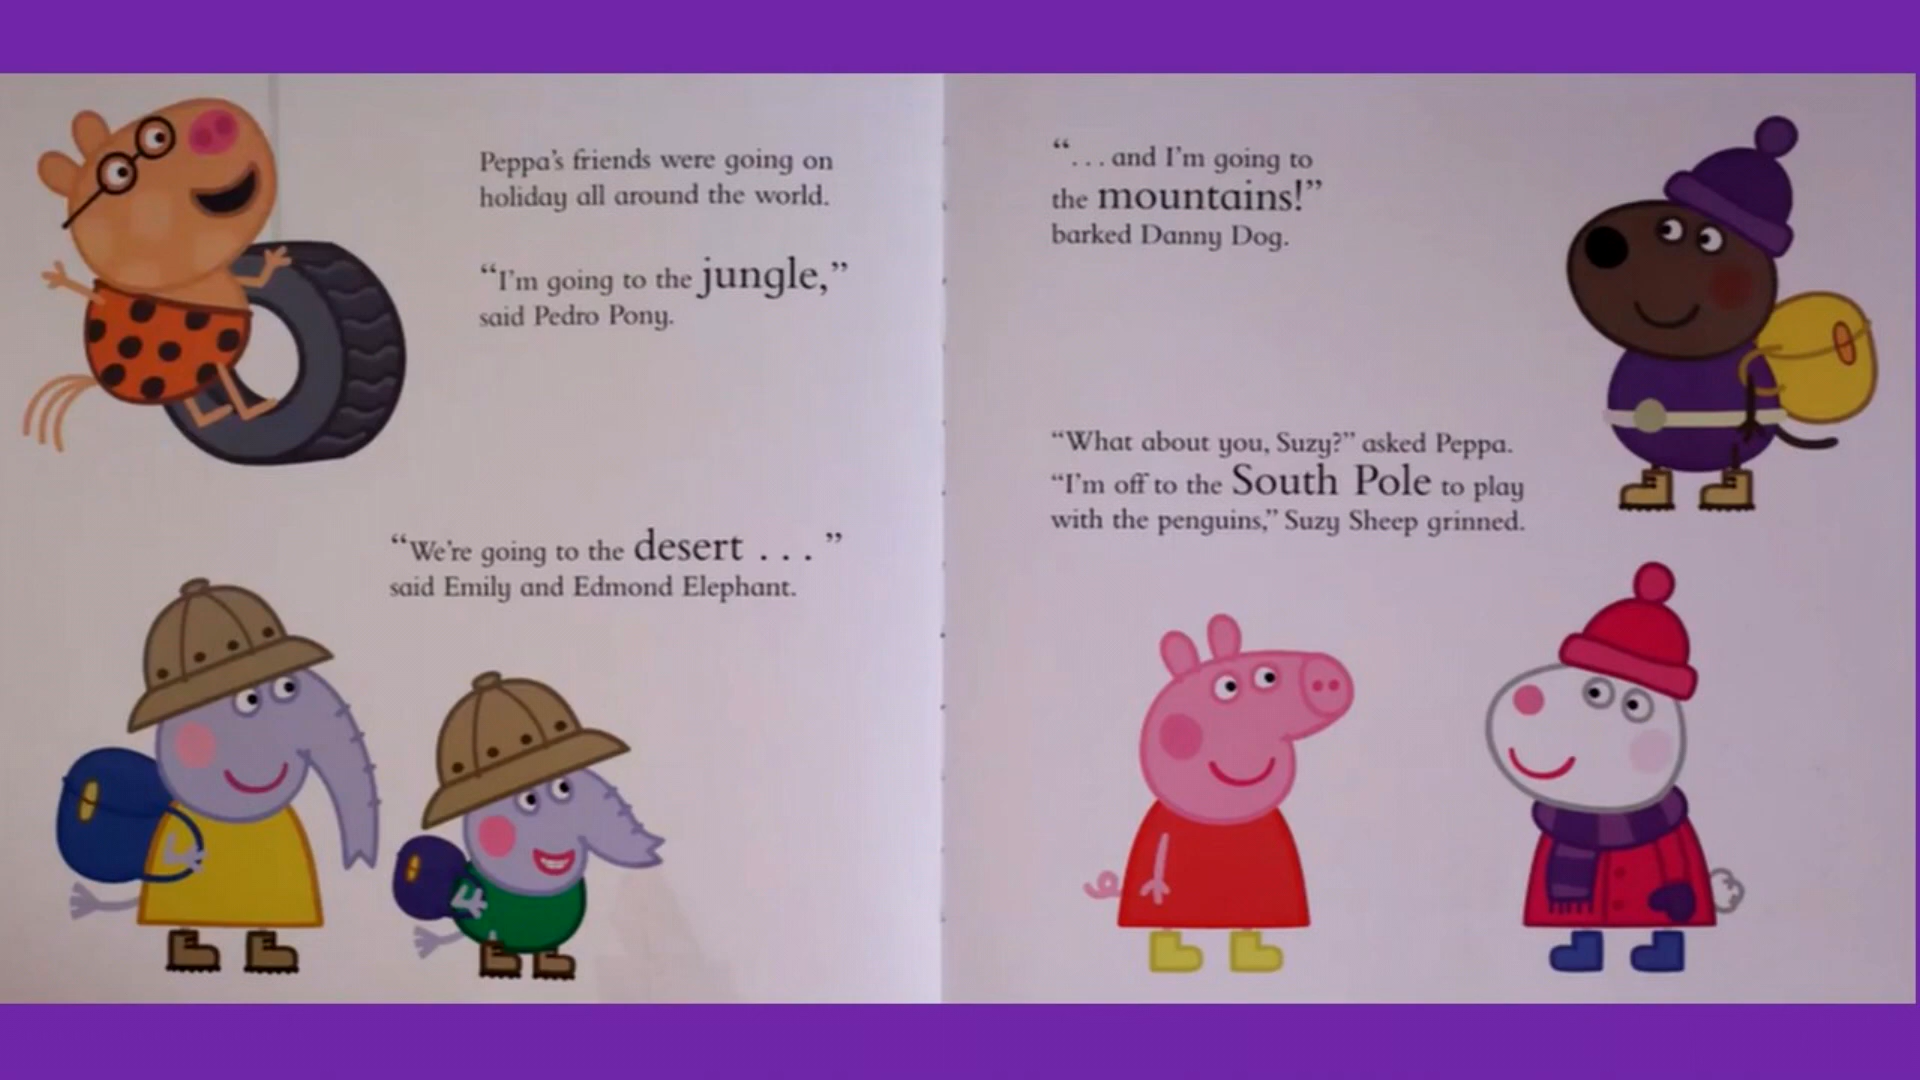 Peppa's friends were going on
holiday all around the world.
“I'm going to the jungle,”
said Pedro Pony.
“We're going to the desert . . . ”
said Emily and Edmond Elephant.
“. . . and I'm going to
the mountains!”
barked Danny Dog.
“What about you, Suzy?” asked Peppa.
“I'm off to the South Pole to play
with the penguins,” Suzy Sheep grinned.